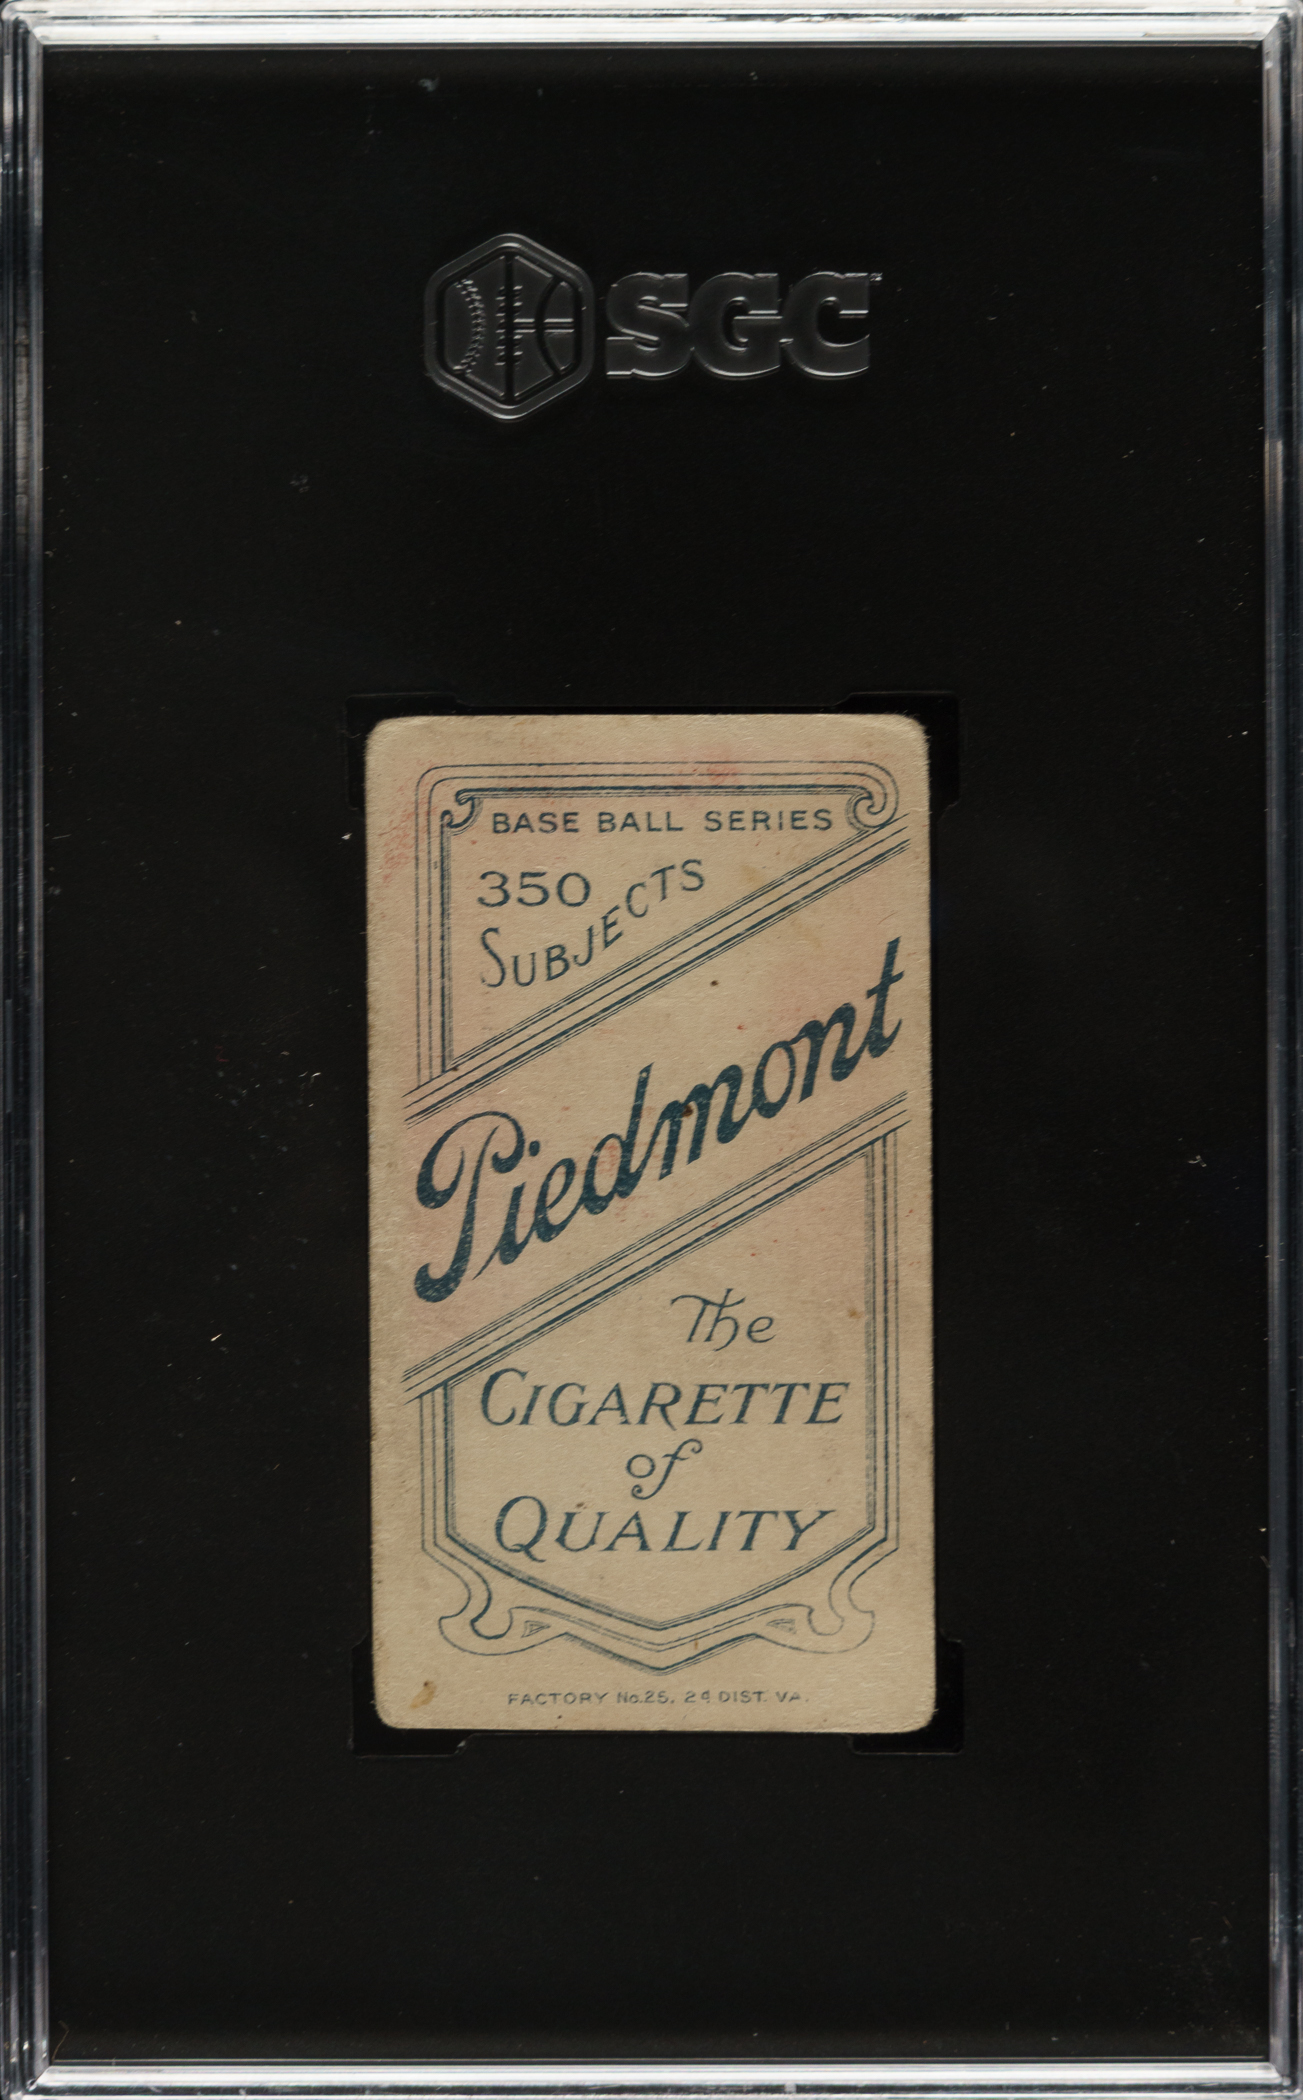 SGC
BASE BALL SERIES
350
SUBJECTS
Piedmont
The
CIGARETTE
of
QUALITY
FACTORY No.25, 2d DIST. VA.